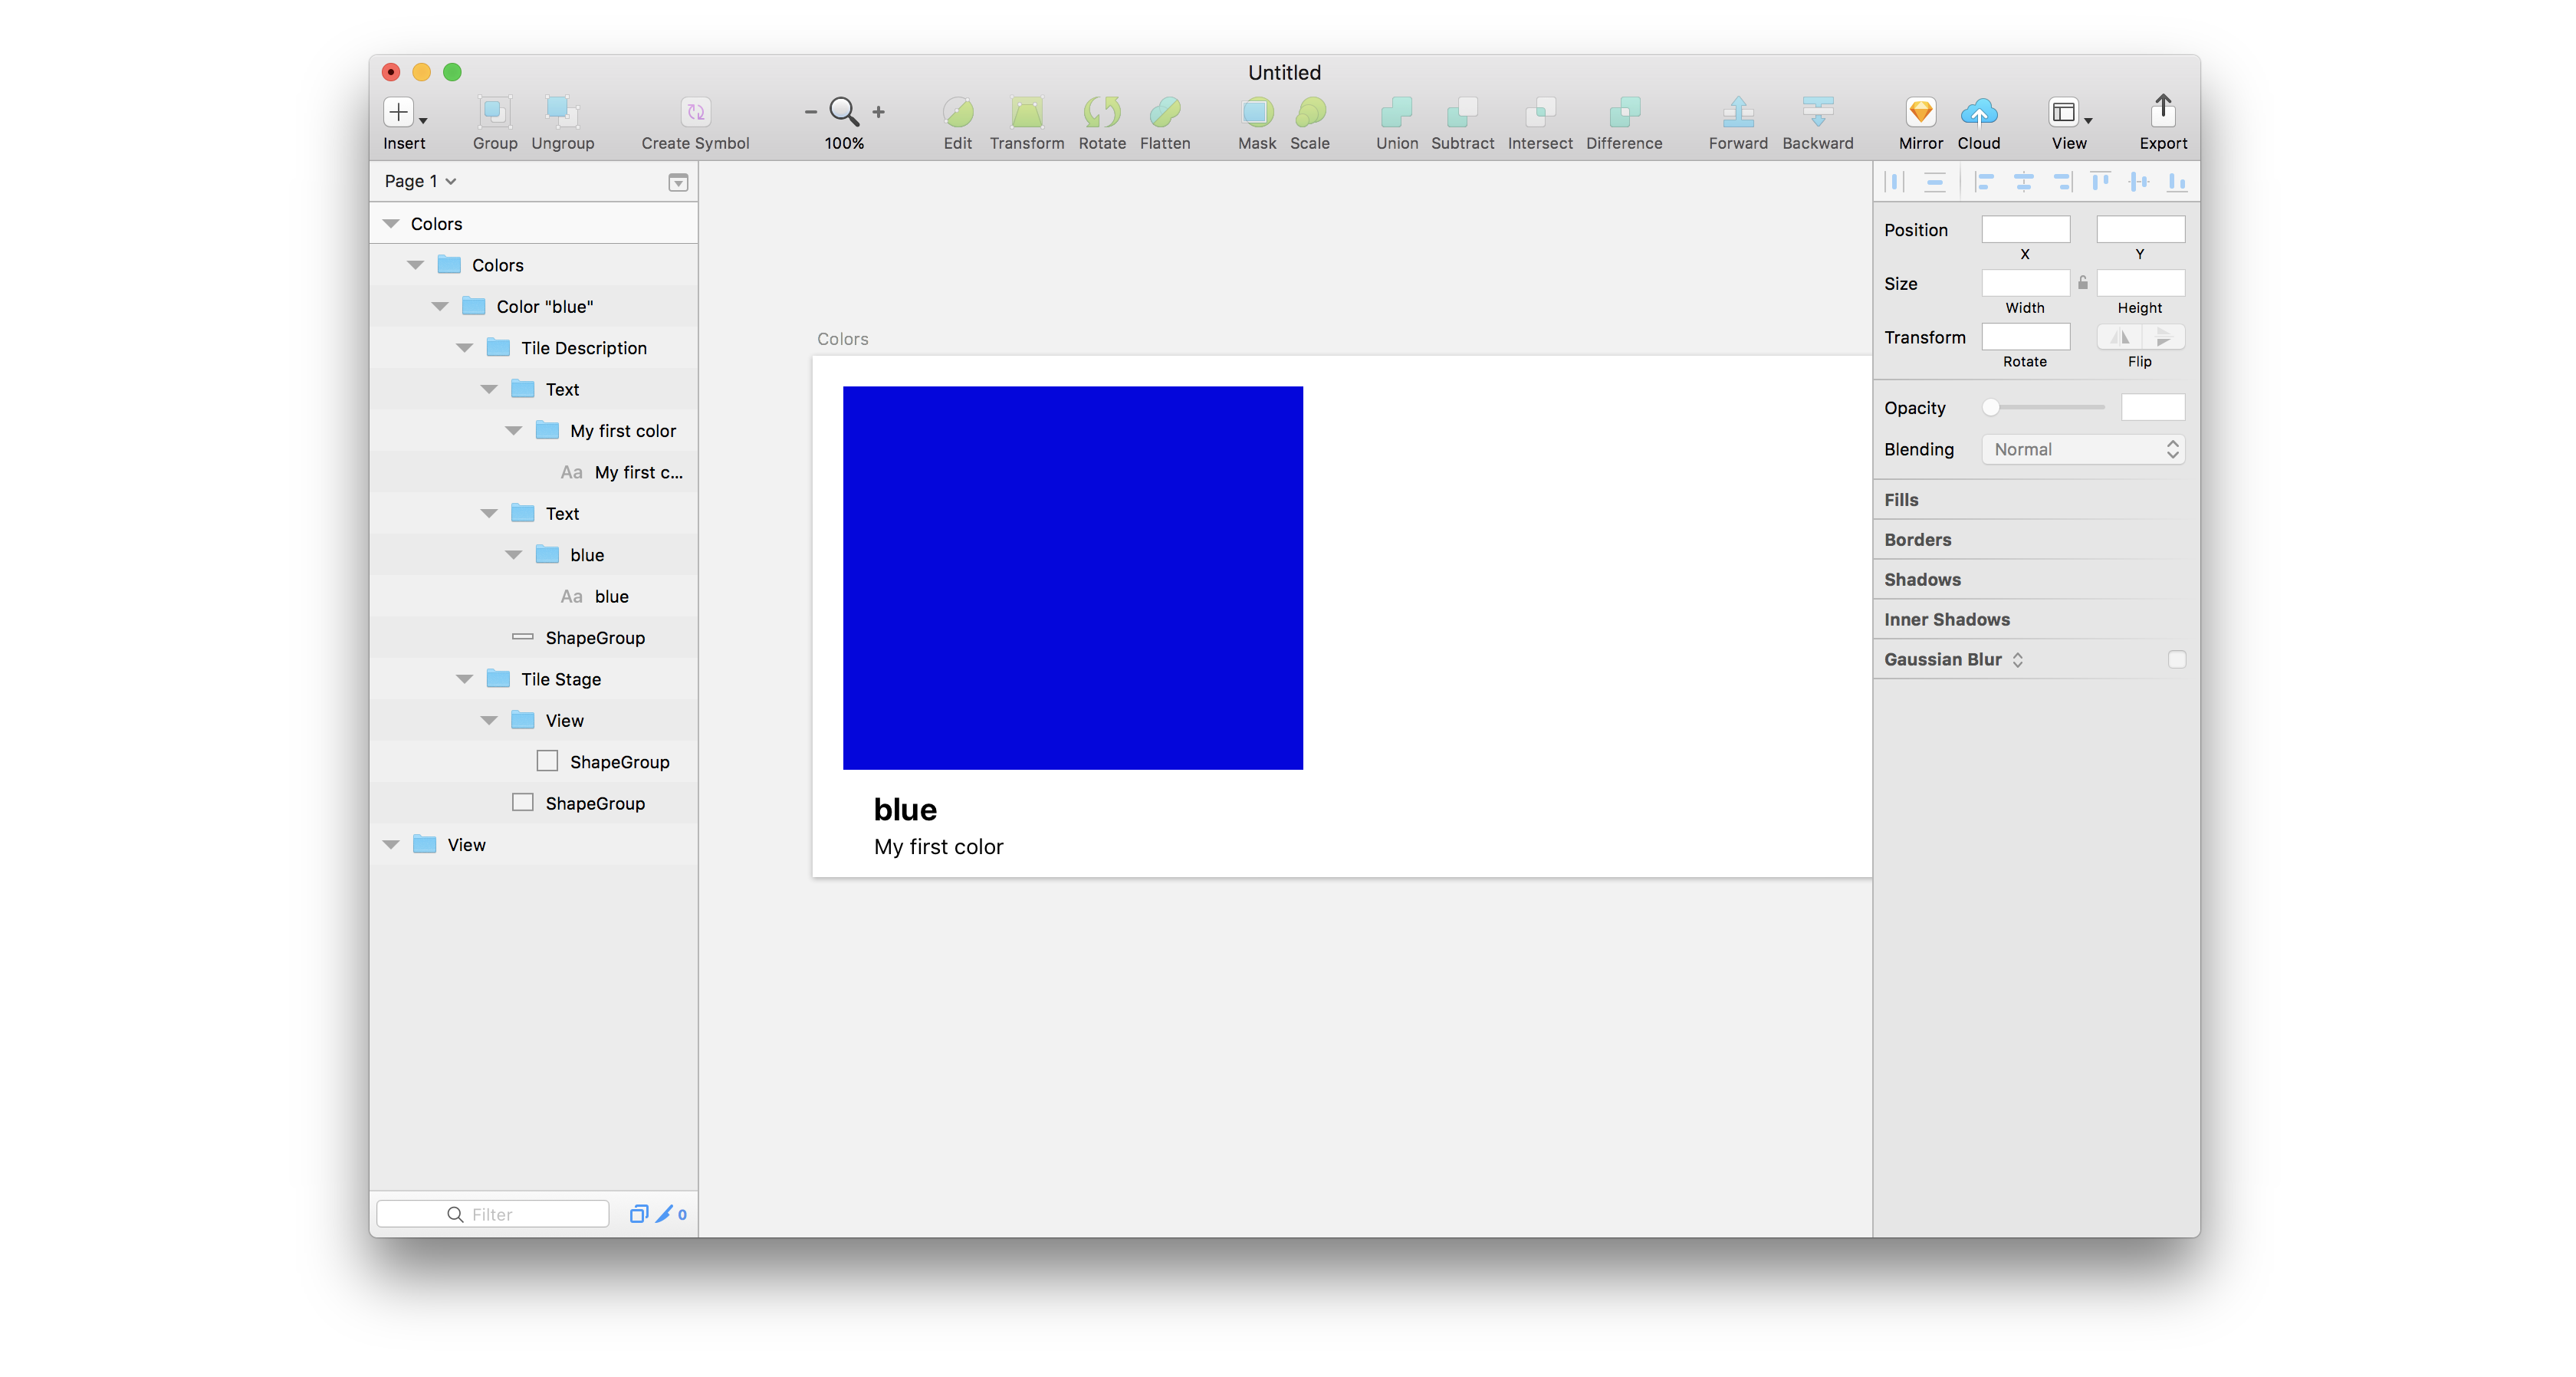 Untitled
Insert Group Ungroup Create Symbol 100% Edit Transform Rotate Flatten Mask Scale Union Subtract Intersect Difference Forward Backward Mirror Cloud View Export
Page 1
Colors
Colors
Color "blue"
Tile Description
Text
My first color
Aa My first c...
Text
blue
Aa blue
ShapeGroup
Tile Stage
View
ShapeGroup
ShapeGroup
View
Filter
0
Colors
blue
My first color
Position
X Y
Size
Width Height
Transform
Rotate Flip
Opacity
Blending Normal
Fills
Borders
Shadows
Inner Shadows
Gaussian Blur